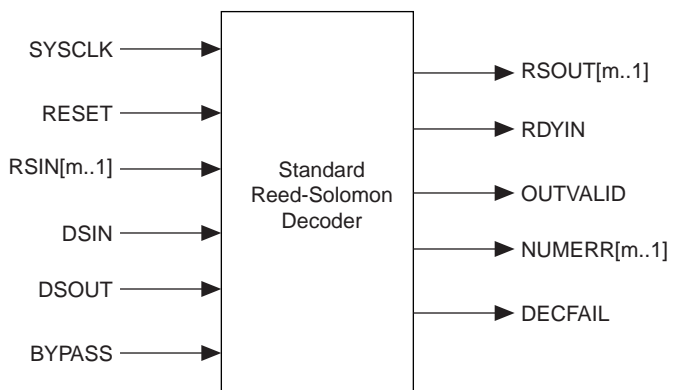 SYSCLK
RESET
RSIN[m..1]
DSIN
DSOUT
BYPASS
Standard
Reed-Solomon
Decoder
RSOUT[m..1]
RDYIN
OUTVALID
NUMERR[m..1]
DECFAIL